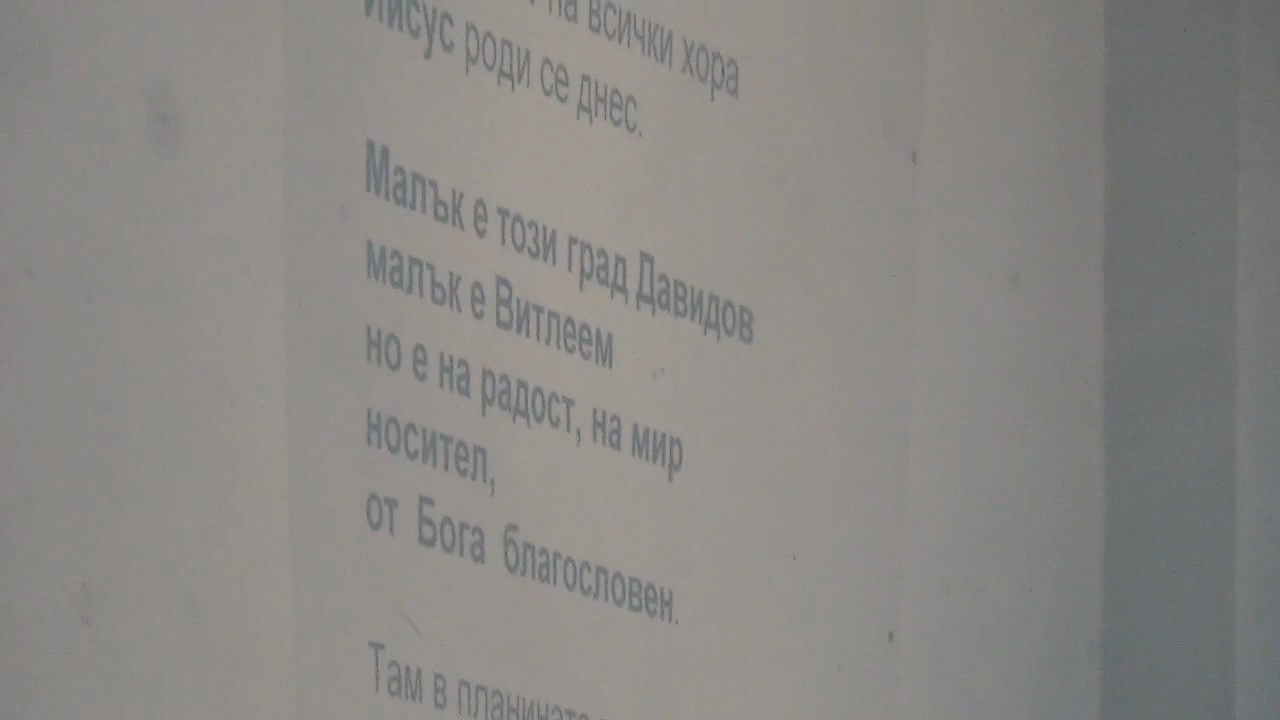 на всички хора
Иисус роди се днес.
Малък е този град Давидов
малък е Витлеем
но е на радост, на мир
носител,
от Бога благословен.
Там в планината